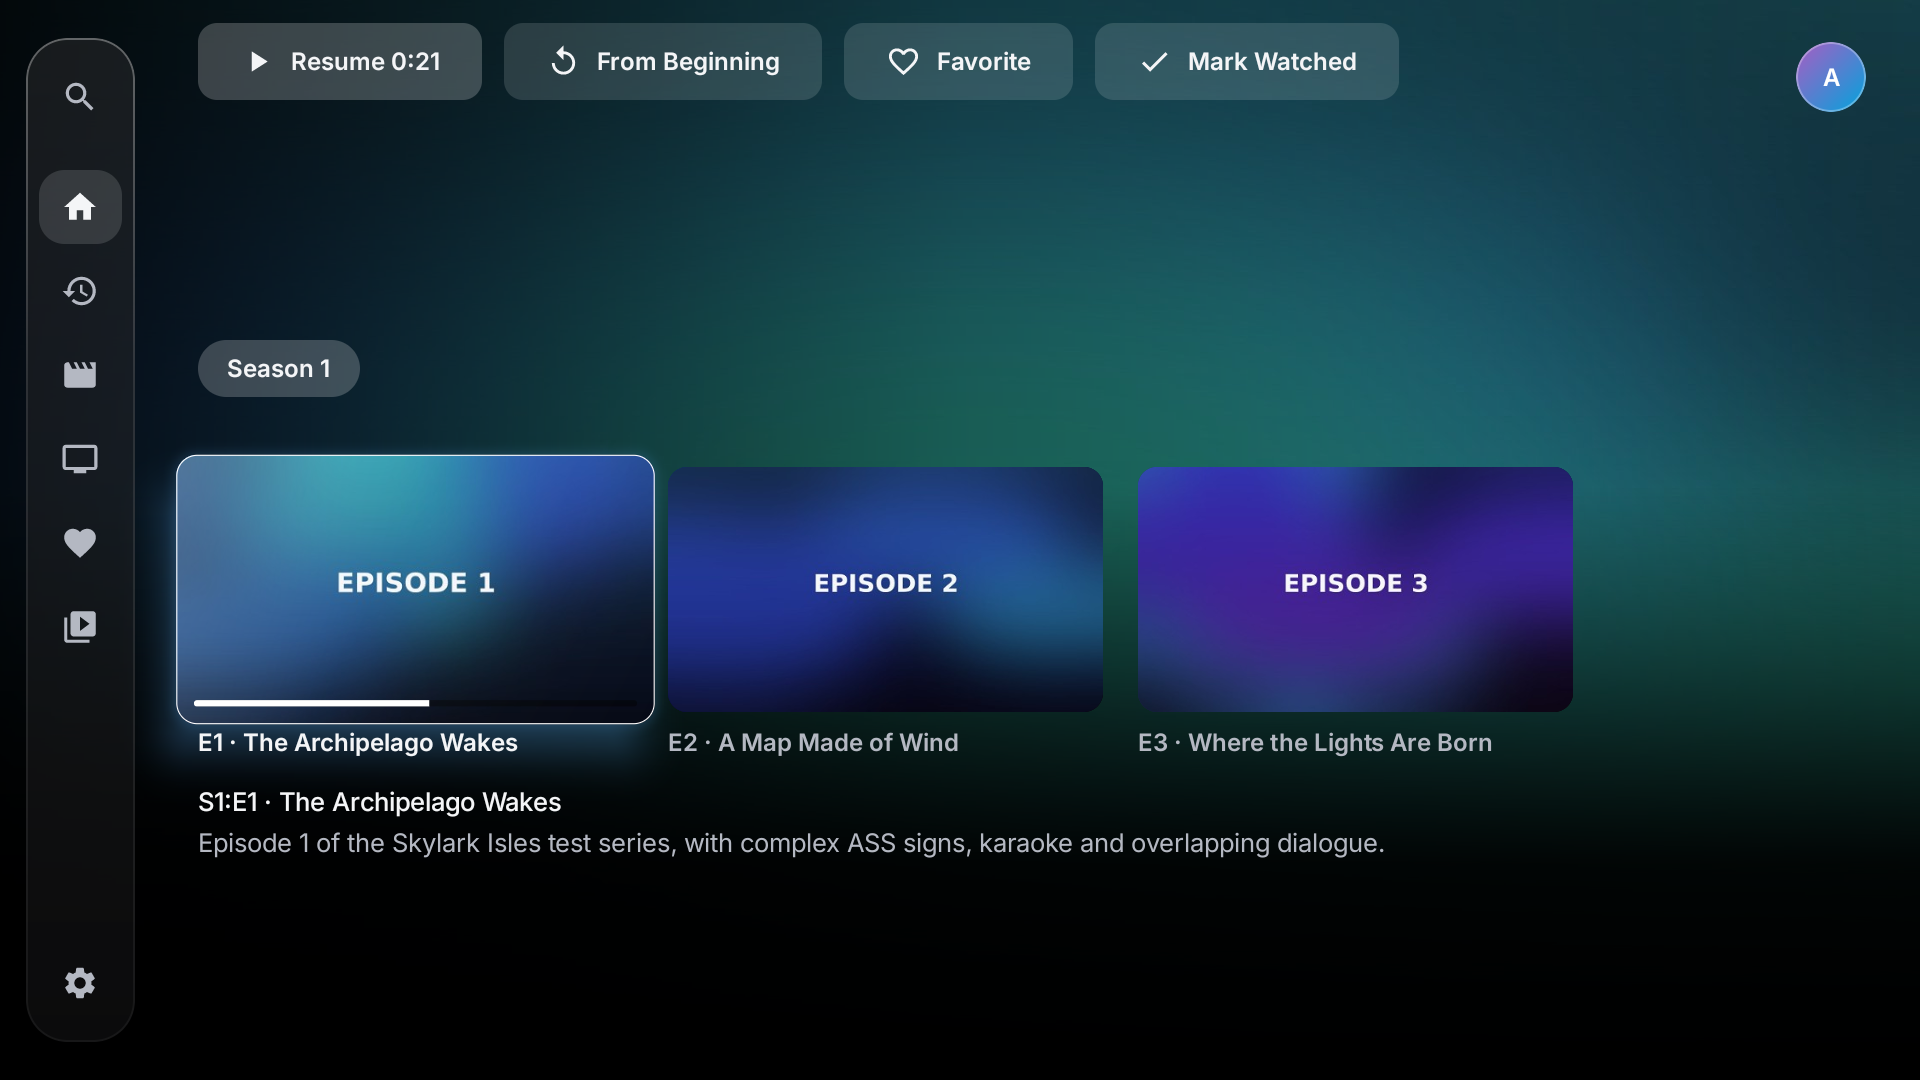 Resume 0:21
From Beginning
Favorite
Mark Watched
A
Season 1
EPISODE 1
EPISODE 2
EPISODE 3
E1 · The Archipelago Wakes
E2 · A Map Made of Wind
E3 · Where the Lights Are Born
S1:E1 · The Archipelago Wakes
Episode 1 of the Skylark Isles test series, with complex ASS signs, karaoke and overlapping dialogue.